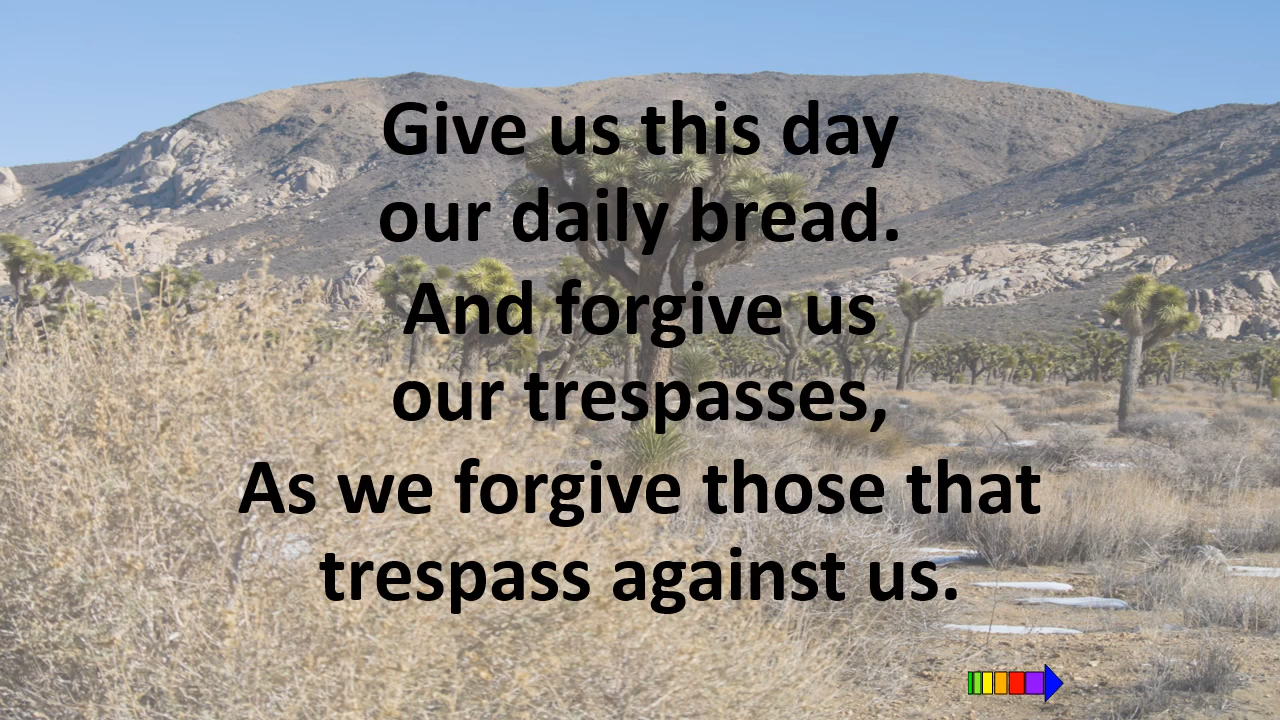 Give us this day
our daily bread.
And forgive us
our trespasses,
As we forgive those that
trespass against us.